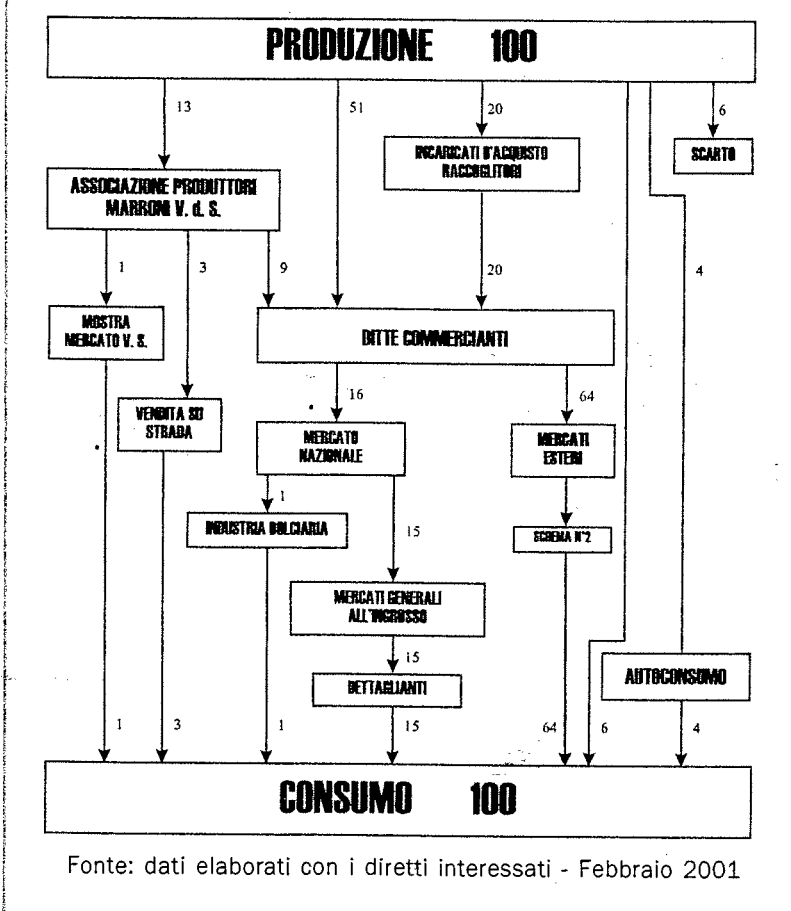 PRODUZIONE 100
13
51
20
6
INCARICATI D'ACQUISTO
RACCOGLITORI
SCARTO
ASSOCIAZIONE PRODUTTORI
MARRONI V. d. S.
1
3
9
20
4
MOSTRA
MERCATO V. S.
DITTE COMMERCIANTI
16
64
VENDITA SU
STRADA
MERCATO
NAZIONALE
MERCATI
ESTERI
1
INDUSTRIA DOLCIARIA
15
SCHEMA N°2
MERCATI GENERALI
ALL'INGROSSO
15
DETTAGLIANTI
AUTOCONSUMO
1
3
1
15
64
6
4
CONSUMO 100
Fonte: dati elaborati con i diretti interessati - Febbraio 2001